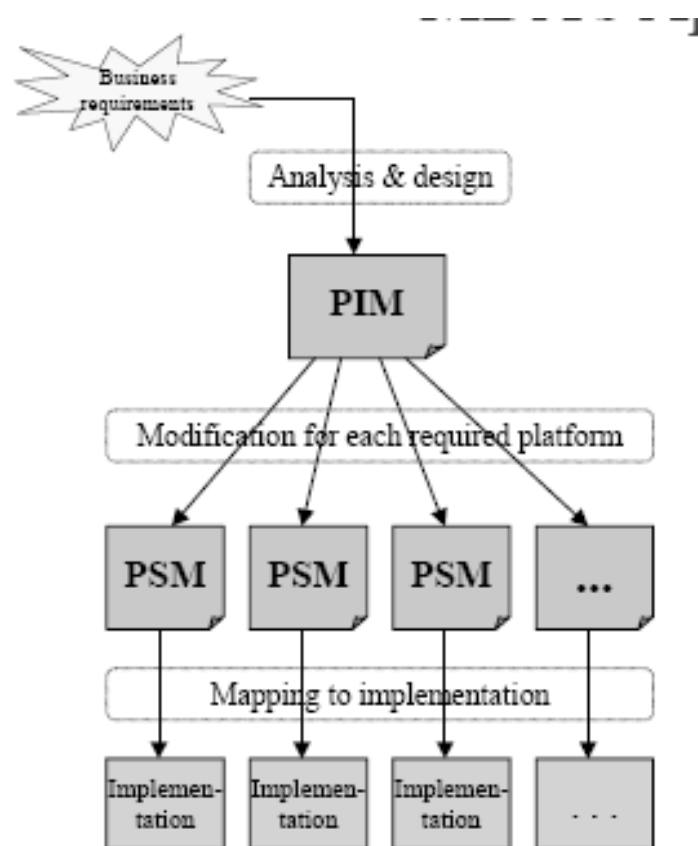 Business
requirements
Analysis & design
PIM
Modification for each required platform
PSM PSM PSM ...
Mapping to implementation
Implemen- Implemen- Implemen-
tation tation tation . . .